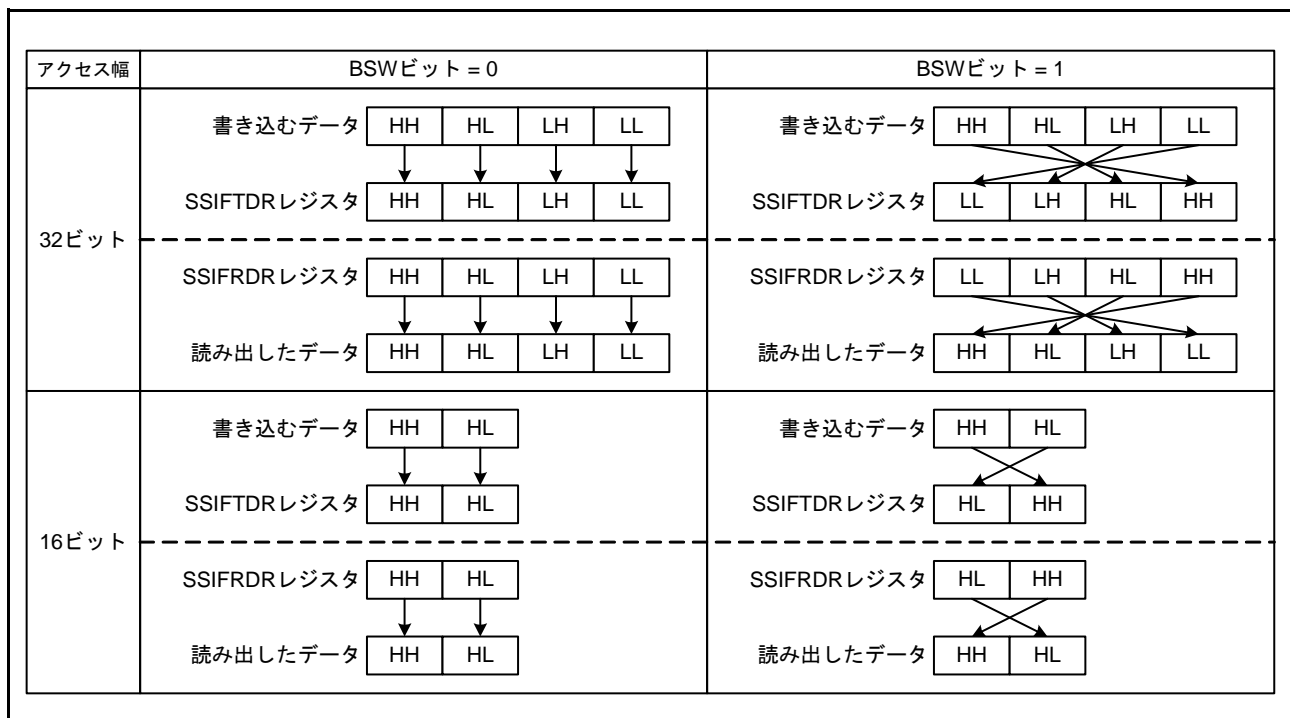 アクセス幅 BSWビット = 0 BSWビット = 1
32ビット
書き込むデータ HH HL LH LL
SSIFTDRレジスタ HH HL LH LL
SSIFRDRレジスタ HH HL LH LL
読み出したデータ HH HL LH LL
書き込むデータ HH HL LH LL
SSIFTDRレジスタ LL LH HL HH
SSIFRDRレジスタ LL LH HL HH
読み出したデータ HH HL LH LL
16ビット
書き込むデータ HH HL
SSIFTDRレジスタ HH HL
SSIFRDRレジスタ HH HL
読み出したデータ HH HL
書き込むデータ HH HL
SSIFTDRレジスタ HL HH
SSIFRDRレジスタ HL HH
読み出したデータ HH HL